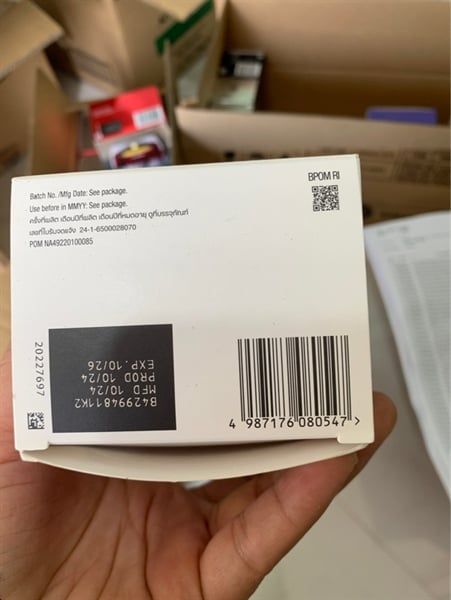 Batch No. /Mfg Date: See package.
Use before in MMYY: See package.
ครั้งที่ผลิต เดือนปีที่ผลิต เดือนปีที่หมดอายุ ดูที่บรรจุภัณฑ์
เลขที่ใบรับจดแจ้ง 24-1-6500028070
POM NA49220100085
BPOM RI
20227697
B42994811K2
MFD 10/24
PROD 10/24
EXP. 10/26
4 987176 080547 >